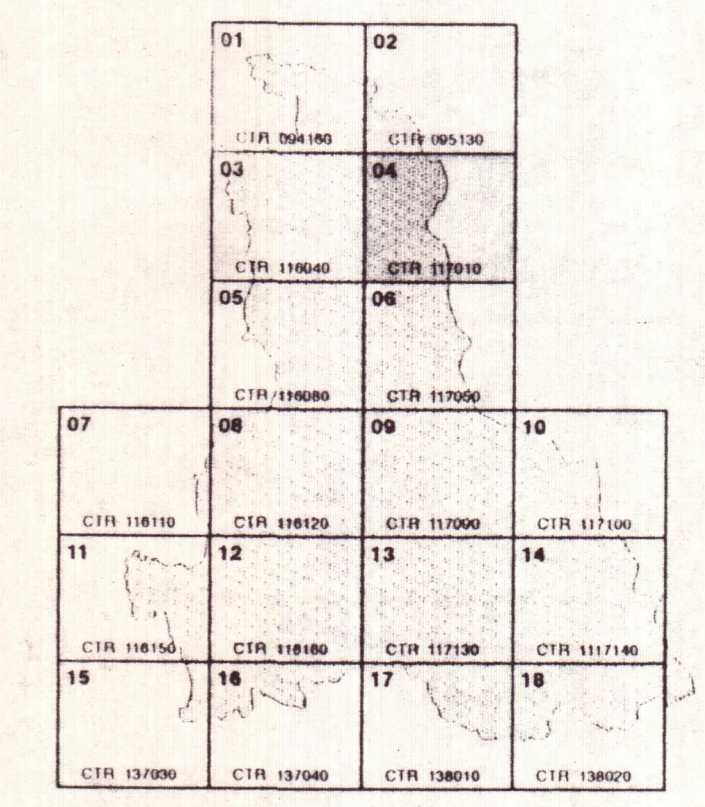 01 02
CTR 094160 CTR 095130
03 04
CTR 116040 CTR 117010
05 06
CTR 116080 CTR 117050
07 08 09 10
CTR 116110 CTR 116120 CTR 117090 CTR 117100
11 12 13 14
CTR 116150 CTR 116160 CTR 117130 CTR 1117140
15 16 17 18
CTR 137030 CTR 137040 CTR 138010 CTR 138020